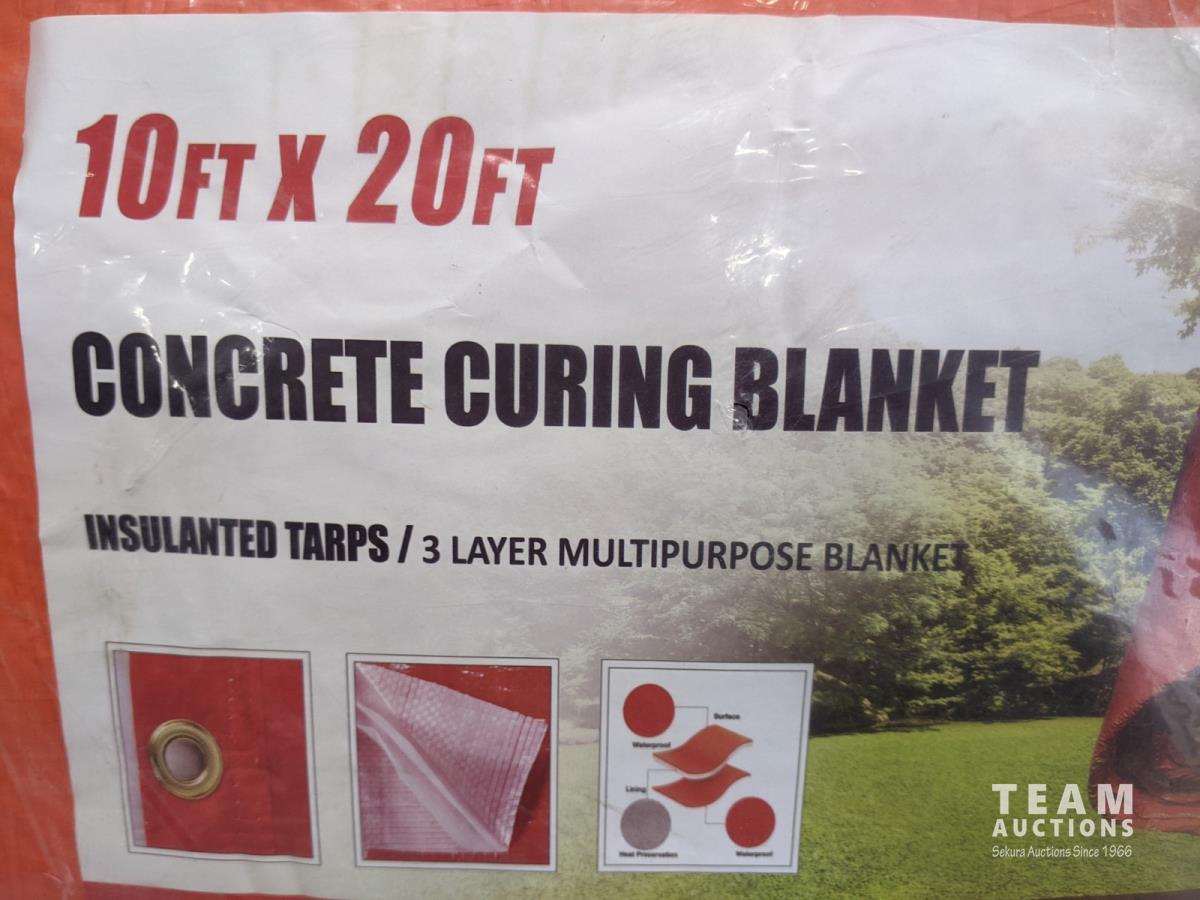 10FT X 20FT
CONCRETE CURING BLANKET
INSULANTED TARPS / 3 LAYER MULTIPURPOSE BLANKET
Surface
Waterproof
Lining
Heat Preservation
Waterproof
TEAM
AUCTIONS
Sekura Auctions Since 1966